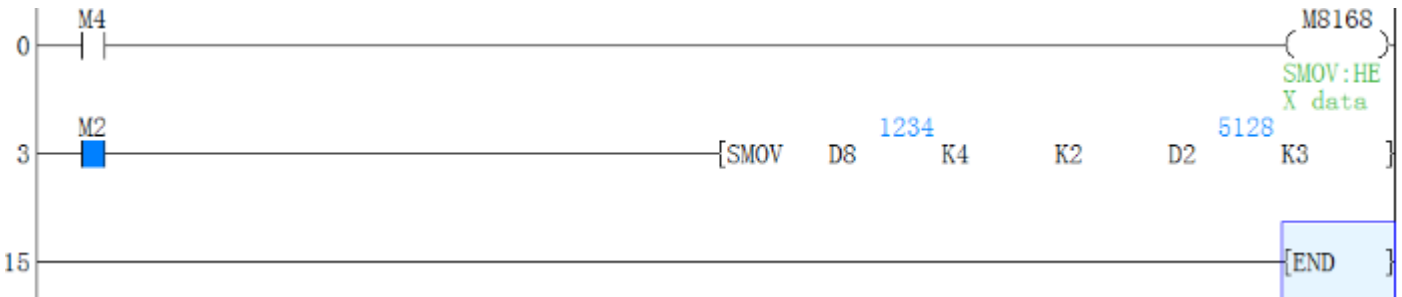 M4 M8168
0
SMOV:HE
X data
M2 1234 5128
3 [SMOV D8 K4 K2 D2 K3 ]
15 [END ]